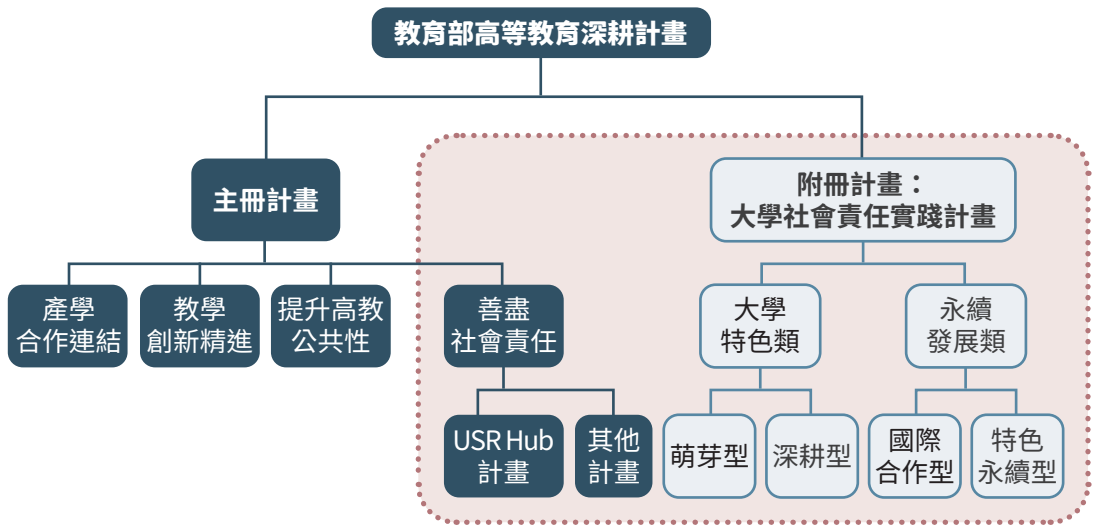 教育部高等教育深耕計畫
主冊計畫
附冊計畫：
大學社會責任實踐計畫
產學
合作連結
教學
創新精進
提升高教
公共性
善盡
社會責任
大學
特色類
永續
發展類
USR Hub
計畫
其他
計畫
萌芽型
深耕型
國際
合作型
特色
永續型